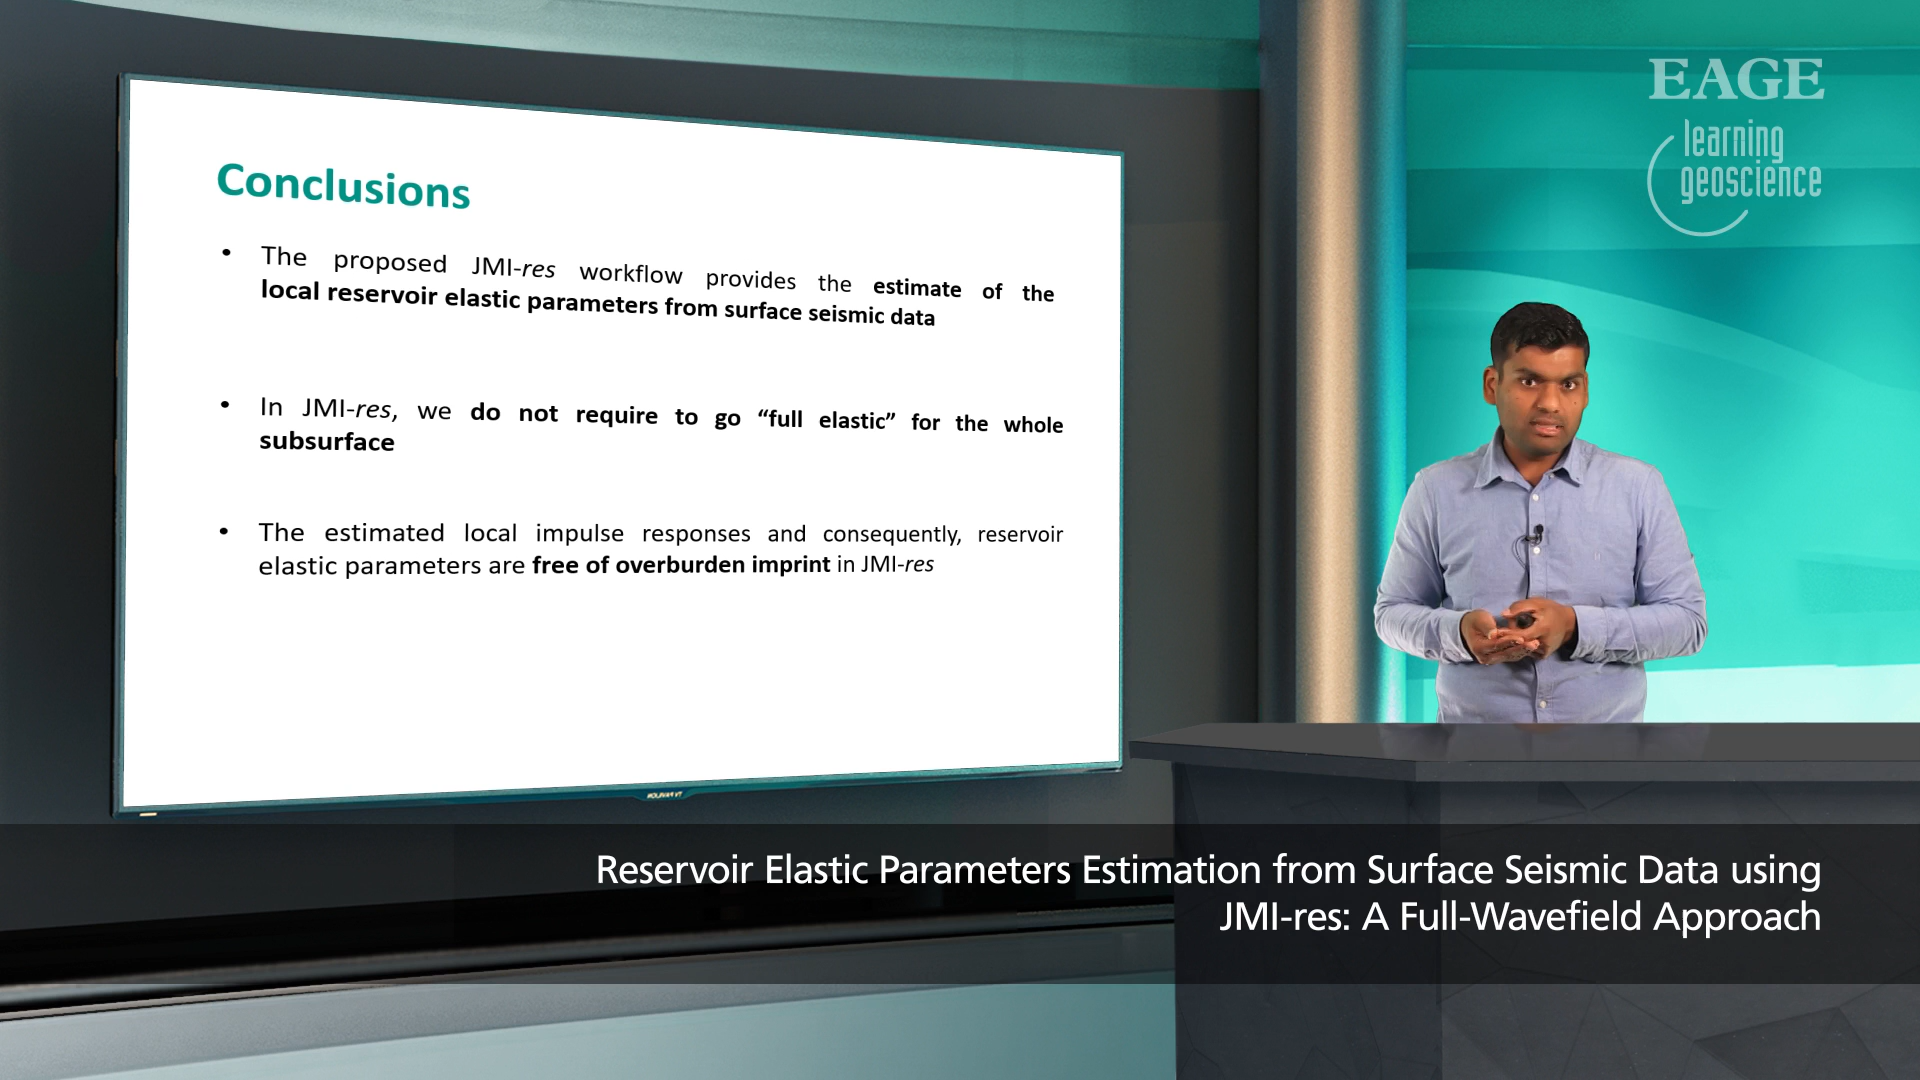 EAGE
learning
geoscience
Conclusions
• The proposed JMI-res workflow provides the estimate of the
local reservoir elastic parameters from surface seismic data
• In JMI-res, we do not require to go “full elastic” for the whole
subsurface
• The estimated local impulse responses and consequently, reservoir
elastic parameters are free of overburden imprint in JMI-res
Reservoir Elastic Parameters Estimation from Surface Seismic Data using
JMI-res: A Full-Wavefield Approach